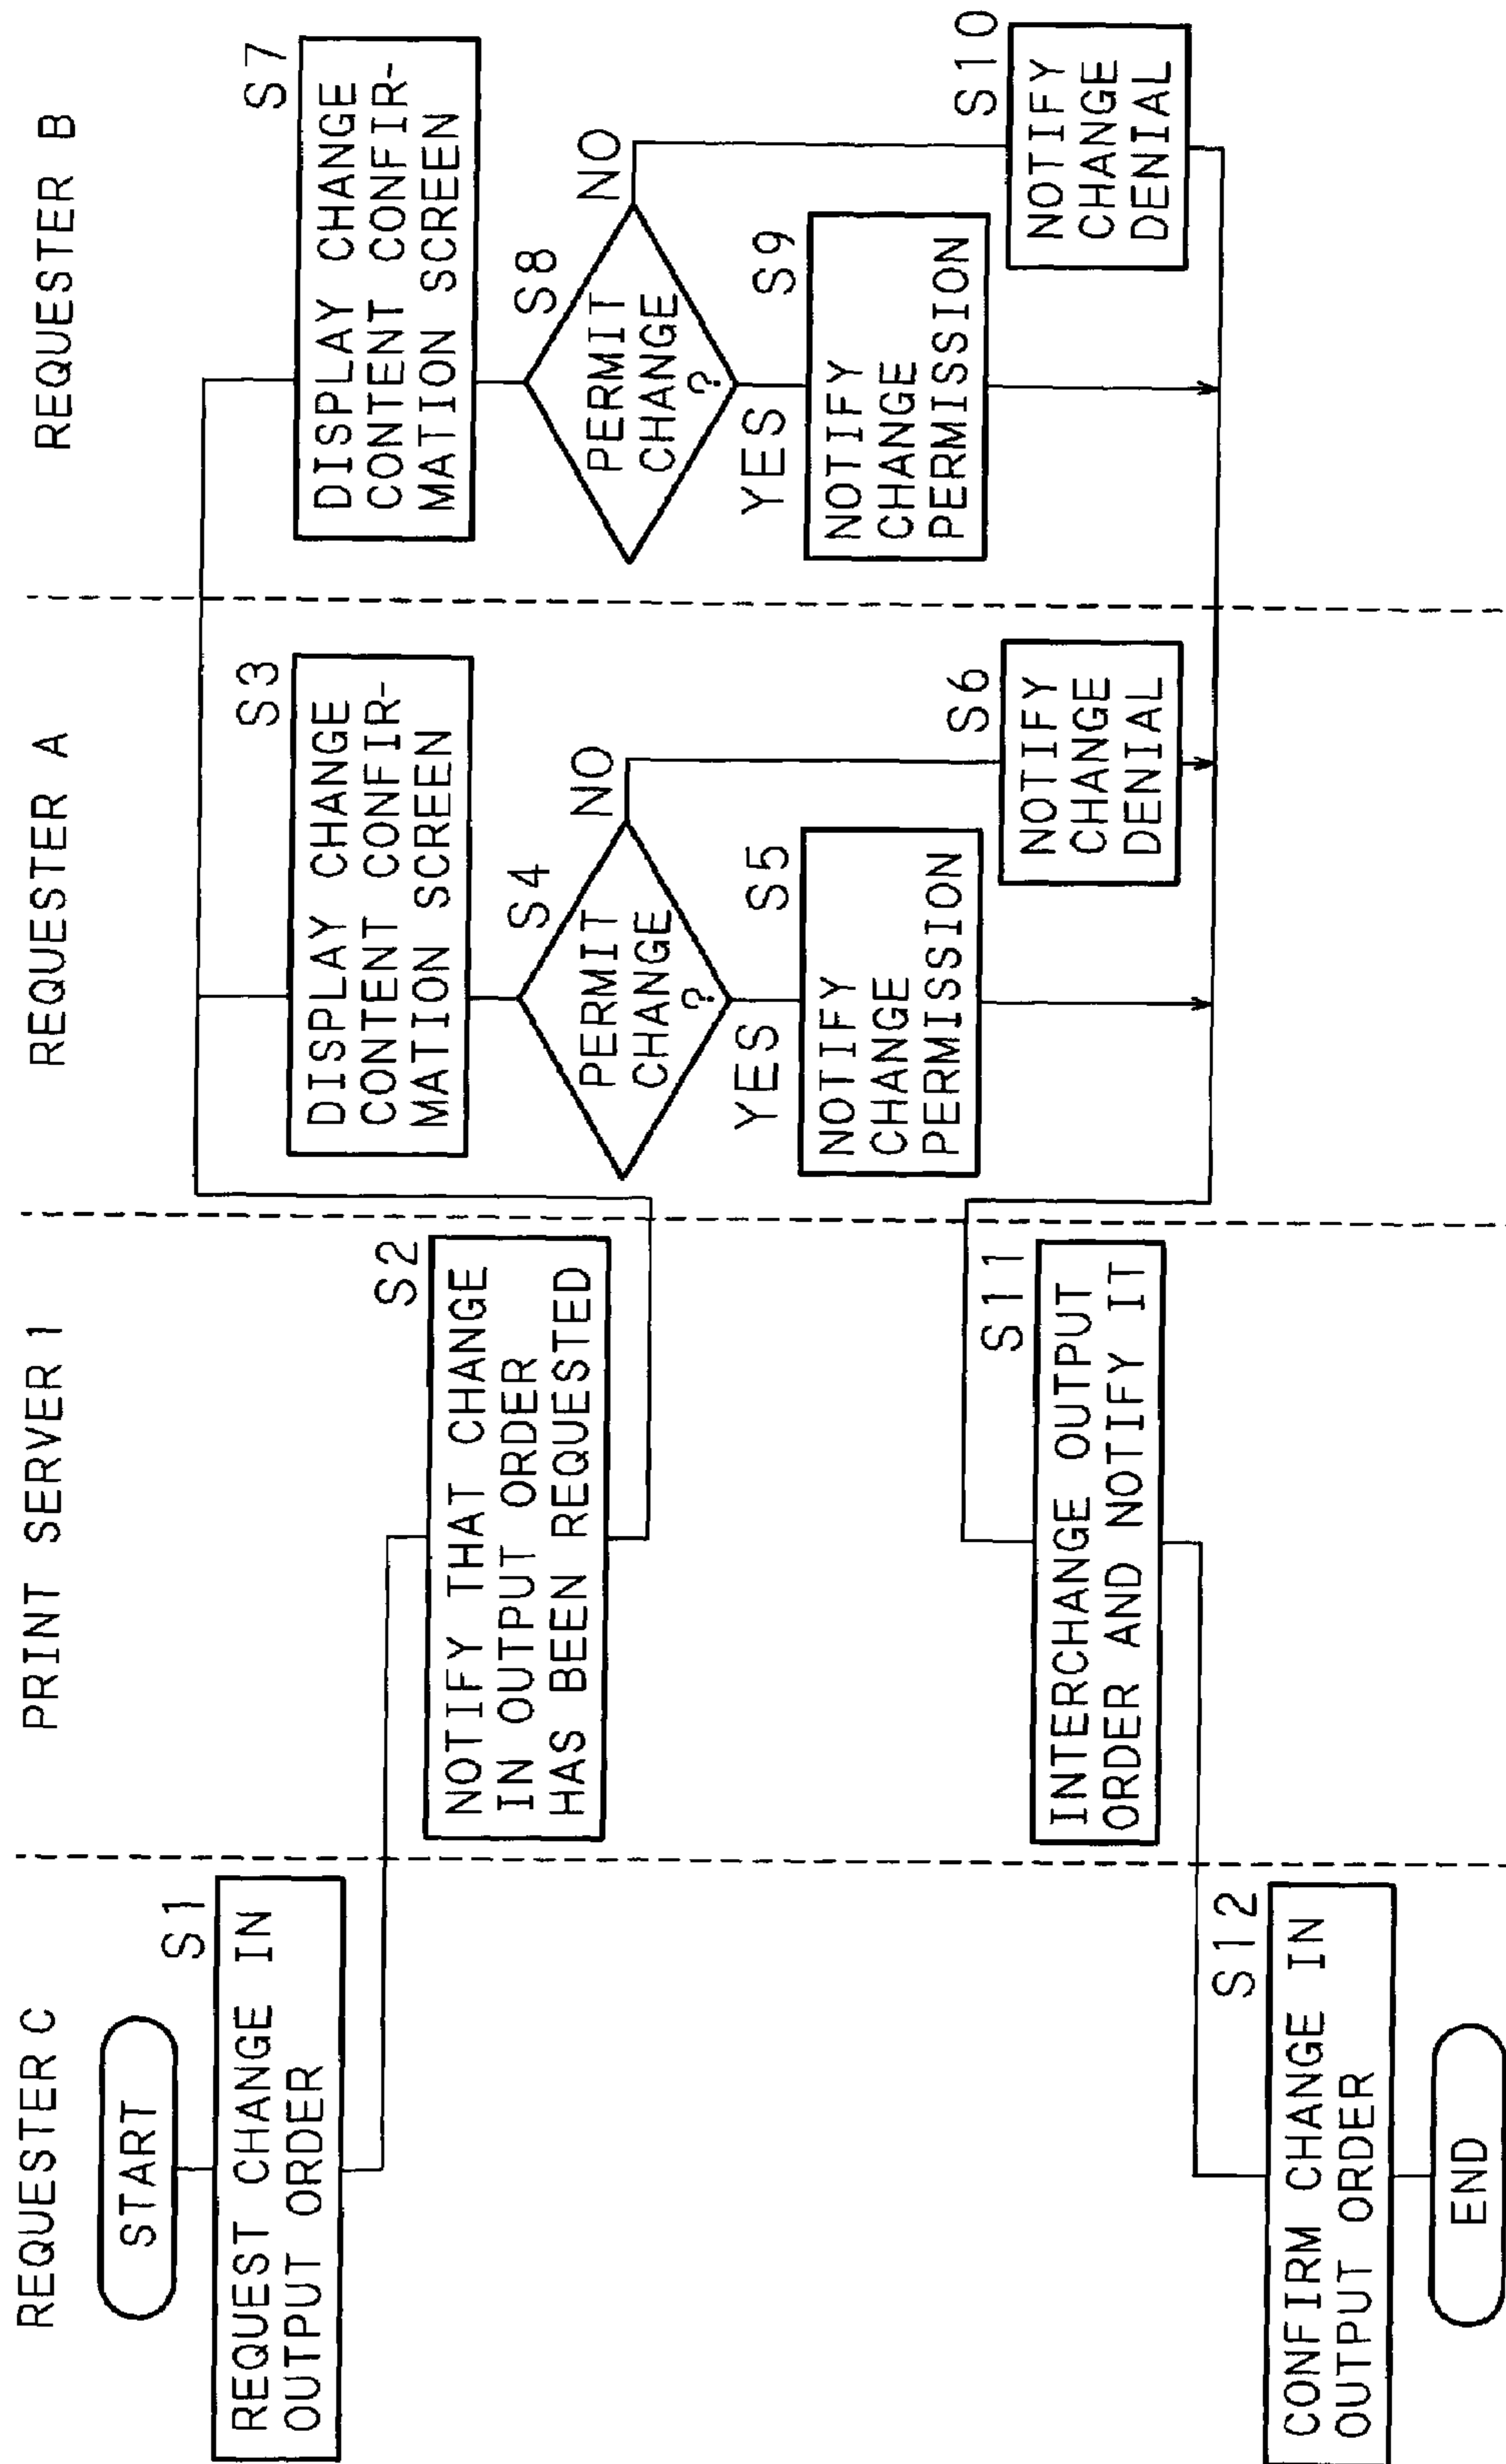 REQUESTER C
START
S1
REQUEST CHANGE IN
OUTPUT ORDER
S12
CONFIRM CHANGE IN
OUTPUT ORDER
END
PRINT SERVER 1
S2
NOTIFY THAT CHANGE
IN OUTPUT ORDER
HAS BEEN REQUESTED
S11
INTERCHANGE OUTPUT
ORDER AND NOTIFY IT
REQUESTER A
S3
DISPLAY CHANGE
CONTENT CONFIR-
MATION SCREEN
S4
PERMIT
CHANGE
?
NO
YES
S5
NOTIFY
CHANGE
PERMISSION
S6
NOTIFY
CHANGE
DENIAL
REQUESTER B
S7
DISPLAY CHANGE
CONTENT CONFIR-
MATION SCREEN
S8
PERMIT
CHANGE
?
NO
YES
S9
NOTIFY
CHANGE
PERMISSION
S10
NOTIFY
CHANGE
DENIAL